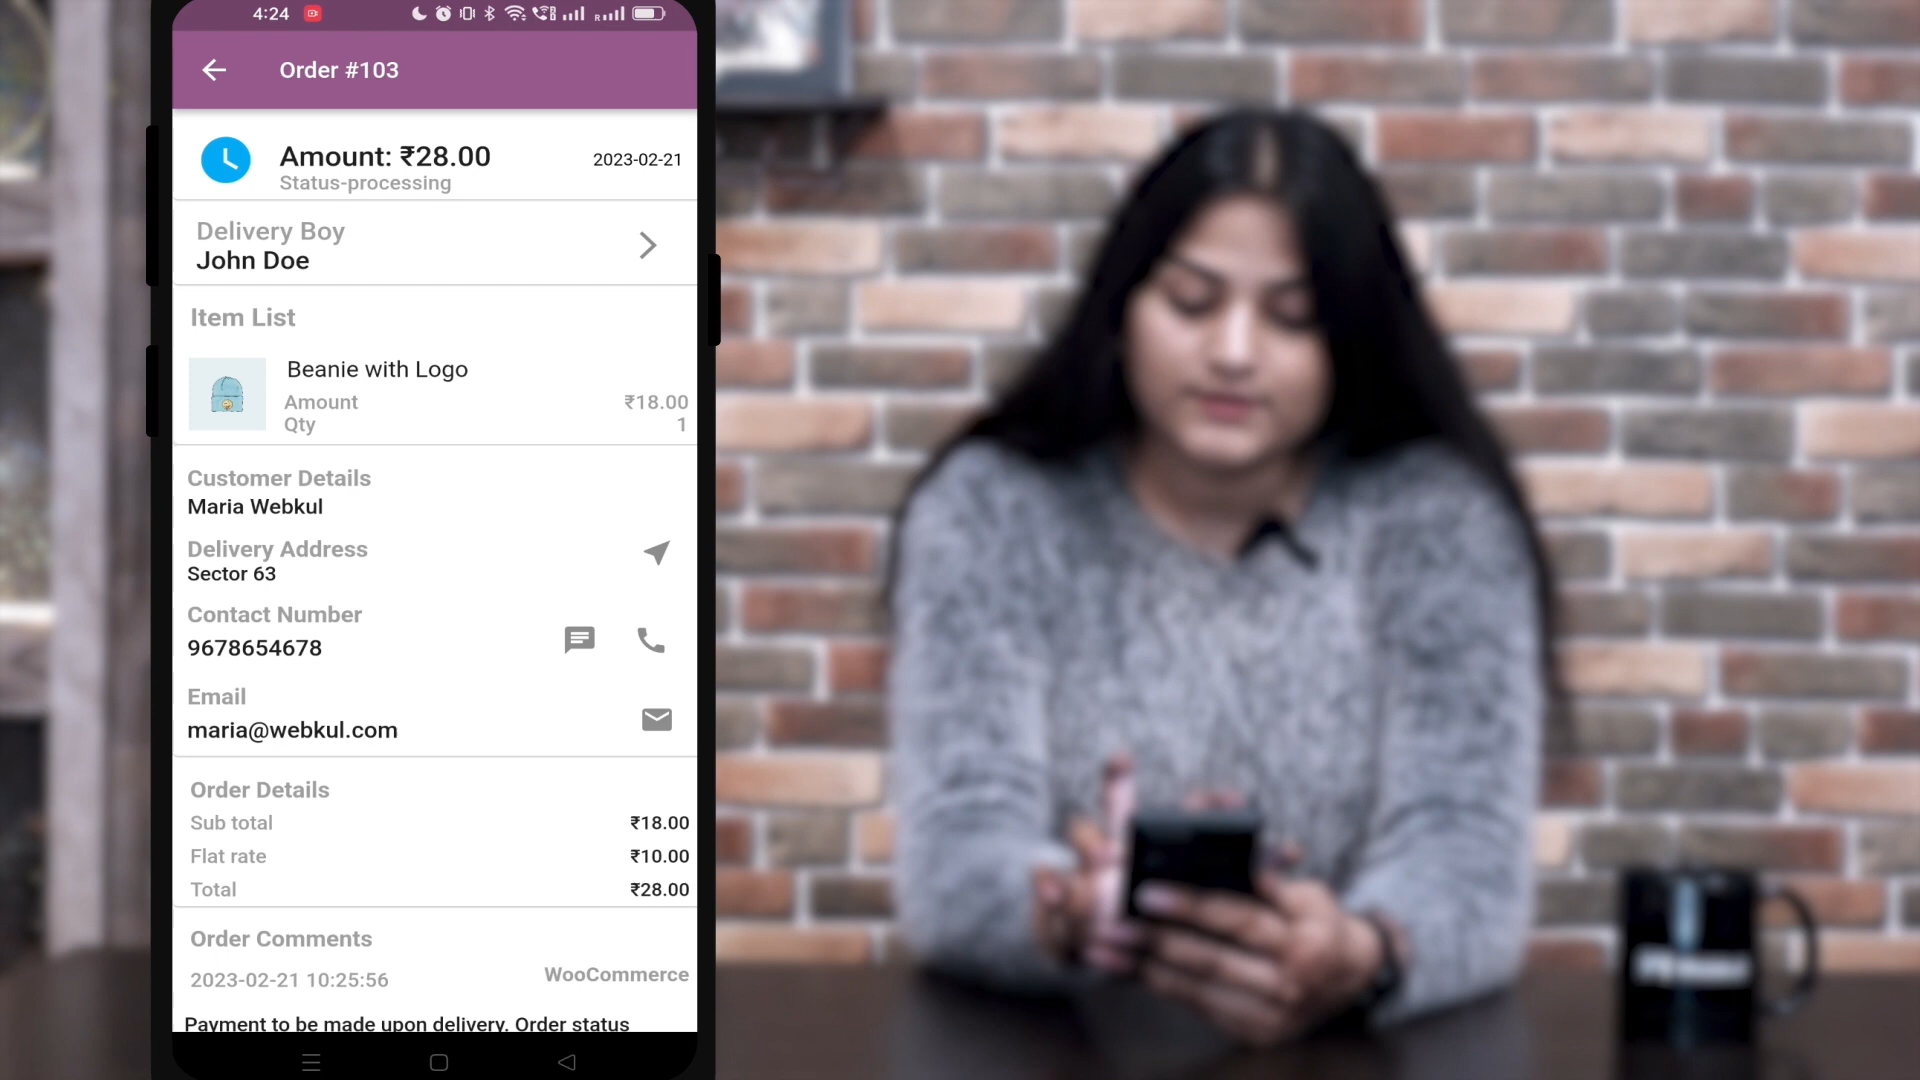 4:24
Order #103
Amount: ₹28.00
2023-02-21
Status-processing
Delivery Boy
John Doe
Item List
Beanie with Logo
Amount ₹18.00
Qty 1
Customer Details
Maria Webkul
Delivery Address
Sector 63
Contact Number
9678654678
Email
maria@webkul.com
Order Details
Sub total ₹18.00
Flat rate ₹10.00
Total ₹28.00
Order Comments
2023-02-21 10:25:56 WooCommerce
Payment to be made upon delivery. Order status